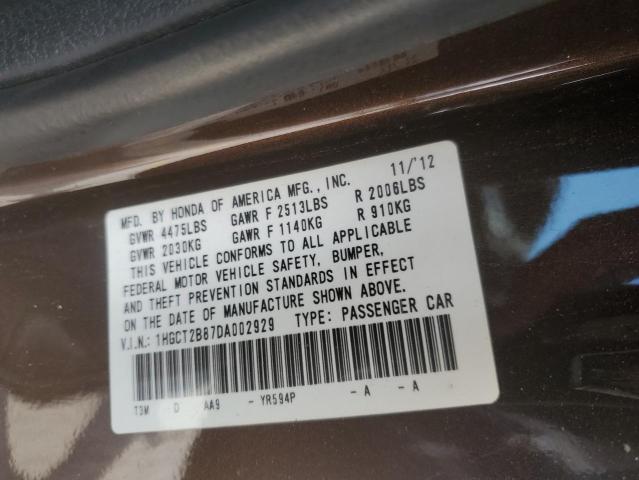 MFD. BY HONDA OF AMERICA MFG., INC. 11/'12
GVWR 4475LBS GAWR F 2513LBS R 2006LBS
GVWR 2030KG GAWR F 1140KG R 910KG
THIS VEHICLE CONFORMS TO ALL APPLICABLE
FEDERAL MOTOR VEHICLE SAFETY, BUMPER,
AND THEFT PREVENTION STANDARDS IN EFFECT
ON THE DATE OF MANUFACTURE SHOWN ABOVE.
V.I.N.: 1HGCT2B87DA002929 TYPE: PASSENGER CAR
T3M D AA9 - YR594P - A - A